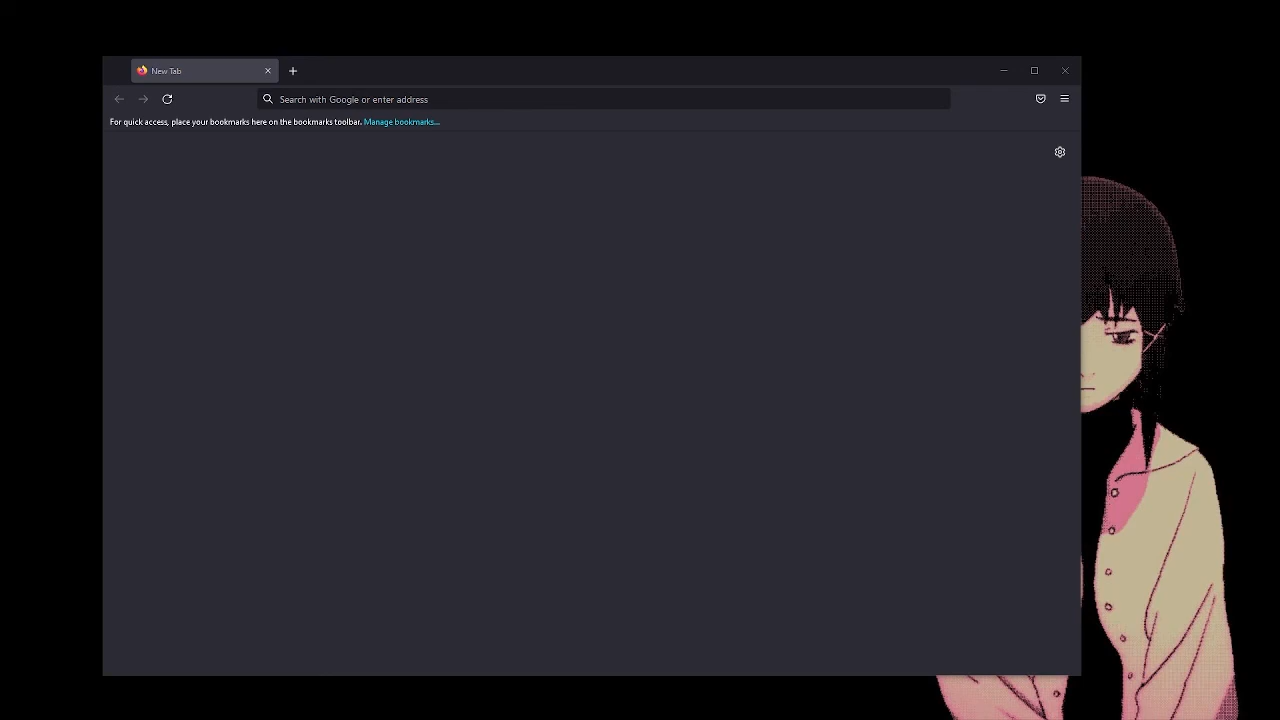 New Tab
Search with Google or enter address
For quick access, place your bookmarks here on the bookmarks toolbar. Manage bookmarks...